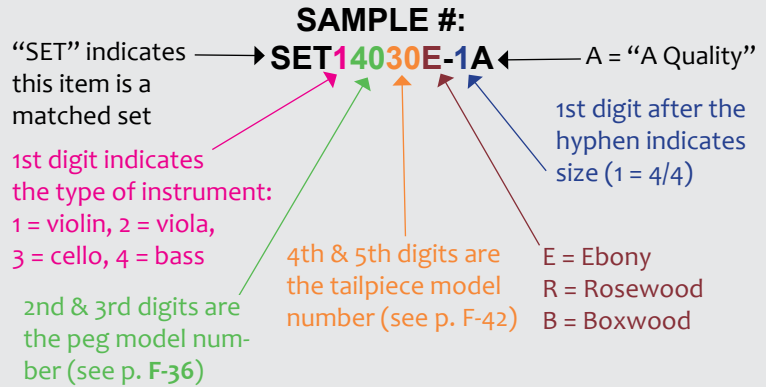 SAMPLE #:
SET14030E-1A
“SET” indicates
this item is a
matched set
A = “A Quality”
1st digit after the
hyphen indicates
size (1 = 4/4)
1st digit indicates
the type of instrument:
1 = violin, 2 = viola,
3 = cello, 4 = bass
2nd & 3rd digits are
the peg model num-
ber (see p. F-36)
4th & 5th digits are
the tailpiece model
number (see p. F-42)
E = Ebony
R = Rosewood
B = Boxwood